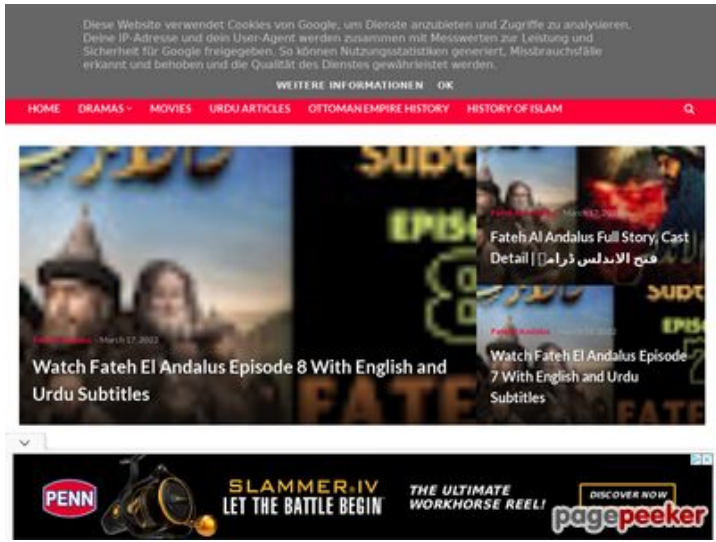 Diese Website verwendet Cookies von Google, um Dienste anzubieten und Zugriffe zu analysieren.
Deine IP-Adresse und dein User-Agent werden zusammen mit Messwerten zur Leistung und
Sicherheit für Google freigegeben. So können Nutzungsstatistiken generiert, Missbrauchsfälle
erkannt und behoben und die Qualität des Dienstes gewährleistet werden.
WEITERE INFORMATIONEN OK
HOME DRAMAS MOVIES URDU ARTICLES OTTOMAN EMPIRE HISTORY HISTORY OF ISLAM
March 17, 2022
Watch Fateh El Andalus Episode 8 With English and
Urdu Subtitles
Fateh Al Andalus Full Story, Cast
Detail | فتح الاندلس ڈرامہ
Watch Fateh El Andalus Episode
7 With English and Urdu
Subtitles
PENN
SLAMMER IV
LET THE BATTLE BEGIN
THE ULTIMATE
WORKHORSE REEL!
DISCOVER NOW
pagepeeker